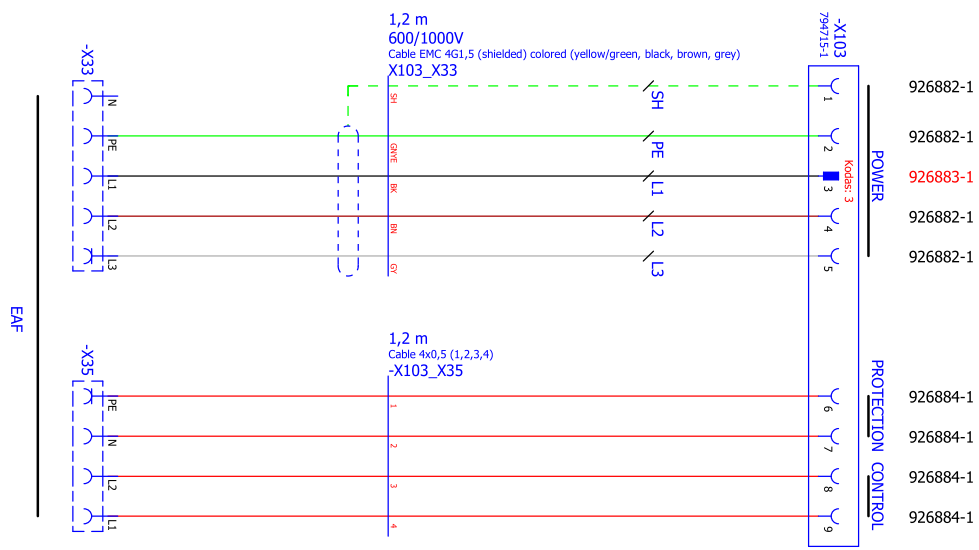 1,2 m
600/1000V
Cable EMC 4G1,5 (shielded) colored (yellow/green, black, brown, grey)
X103_X33
-X33
-X103
794715-1
N
SH
SH
1
926882-1
PE
GNYE
PE
2
926882-1
L1
BK
L1
3
Kodas: 3
926883-1
POWER
L2
BN
L2
4
926882-1
L3
GY
L3
5
926882-1
EAF
1,2 m
Cable 4x0,5 (1,2,3,4)
-X103_X35
-X35
PE
1
6
926884-1
PROTECTION
N
2
7
926884-1
L2
3
8
926884-1
CONTROL
L1
4
9
926884-1